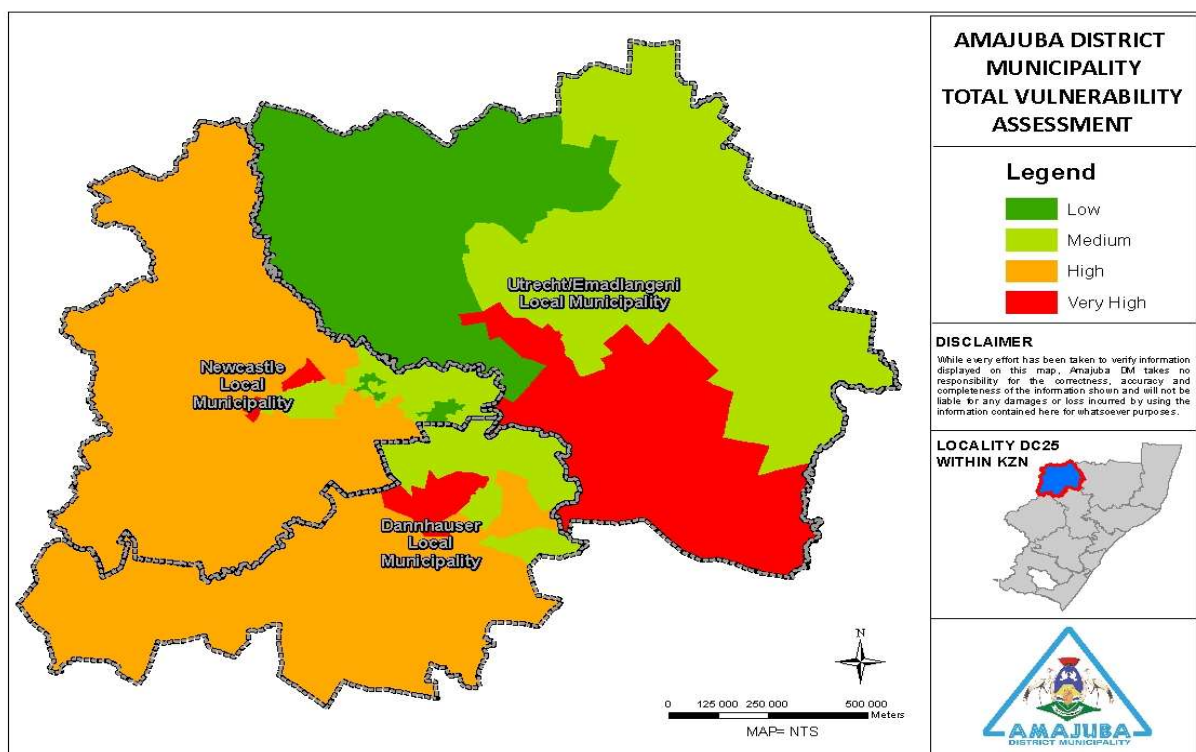 AMAJUBA DISTRICT
MUNICIPALITY
TOTAL VULNERABILITY
ASSESSMENT
Legend
Low
Medium
High
Very High
DISCLAIMER
While every effort has been taken to verify information
displayed on this map, Amajuba DM takes no
responsibility for the correctness, accuracy and
completeness of the information shown and will not be
liable for any damages or loss incurred by using the
information contained here for whatsoever purposes.
LOCALITY DC25
WITHIN KZN
AMAJUBA
DISTRICT MUNICIPALITY
Utrecht/Emadlangeni
Local Municipality
Newcastle
Local
Municipality
Dannhauser
Local
Municipality
N
0 125 000 250 000 500 000
Meters
MAP= NTS